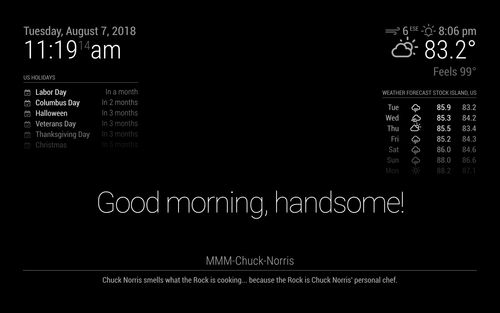 Tuesday, August 7, 2018
11:19 14 am
US HOLIDAYS
Labor Day In a month
Columbus Day In 2 months
Halloween In 3 months
Veterans Day In 3 months
Thanksgiving Day In 3 months
Christmas In 5 months
6 ESE 8:06 pm
83.2°
Feels 99°
WEATHER FORECAST STOCK ISLAND, US
Tue 85.9 83.2
Wed 85.3 84.2
Thu 85.5 83.4
Fri 85.2 84.3
Sat 86.0 84.6
Sun 88.0 86.6
Mon 88.2 87.1
Good morning, handsome!
MMM-Chuck-Norris
Chuck Norris smells what the Rock is cooking... because the Rock is Chuck Norris' personal chef.